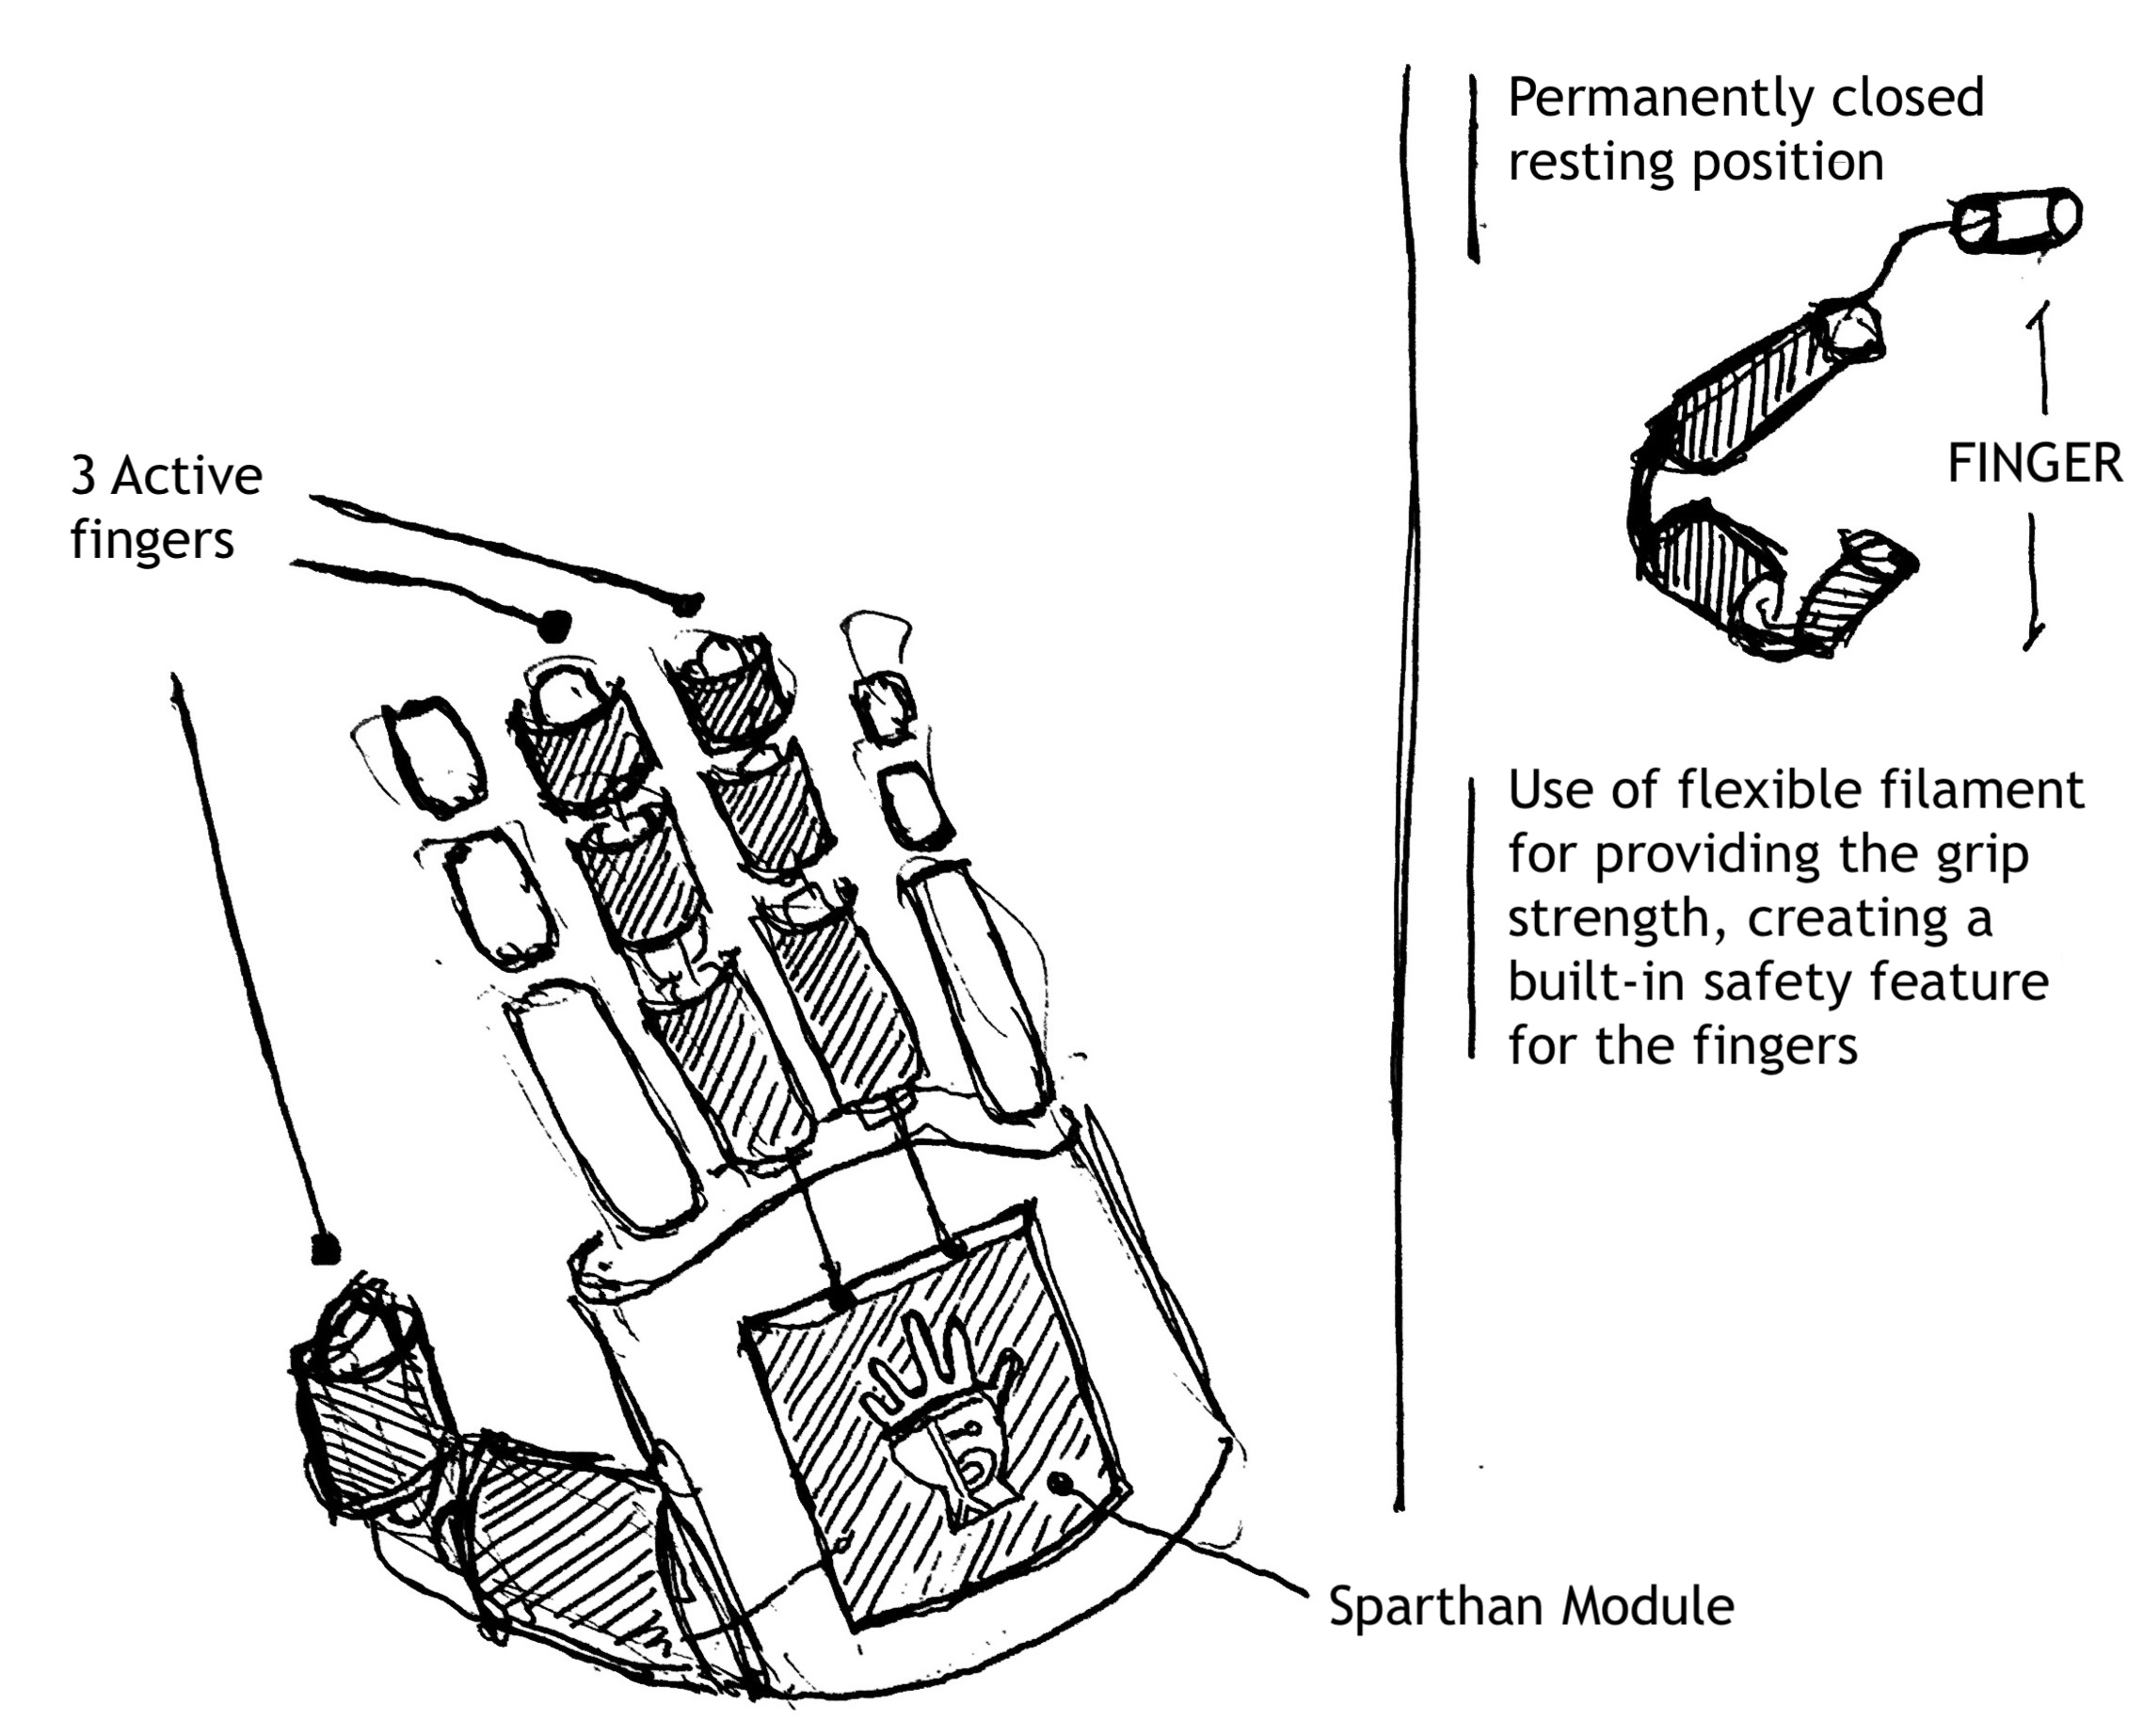 3 Active
fingers
Sparthan Module
Permanently closed
resting position
FINGER
Use of flexible filament
for providing the grip
strength, creating a
built-in safety feature
for the fingers